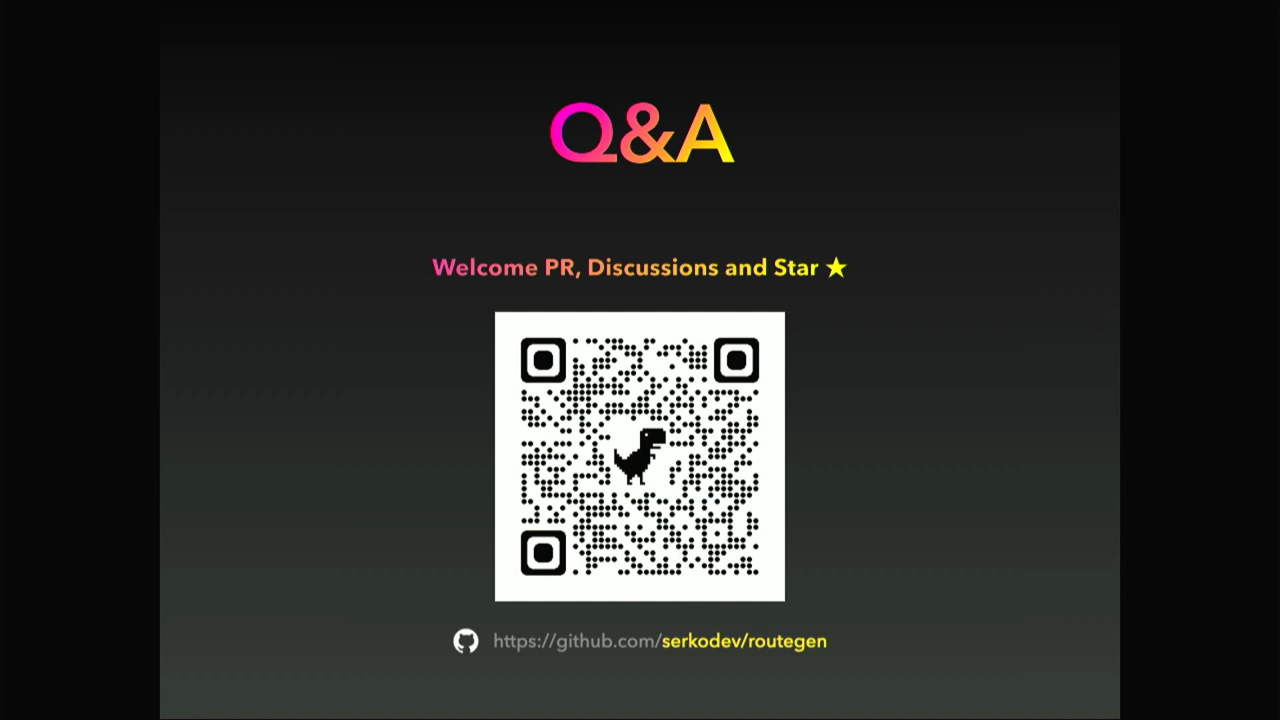 Q&A
Welcome PR, Discussions and Star ★
https://github.com/serkodev/routegen